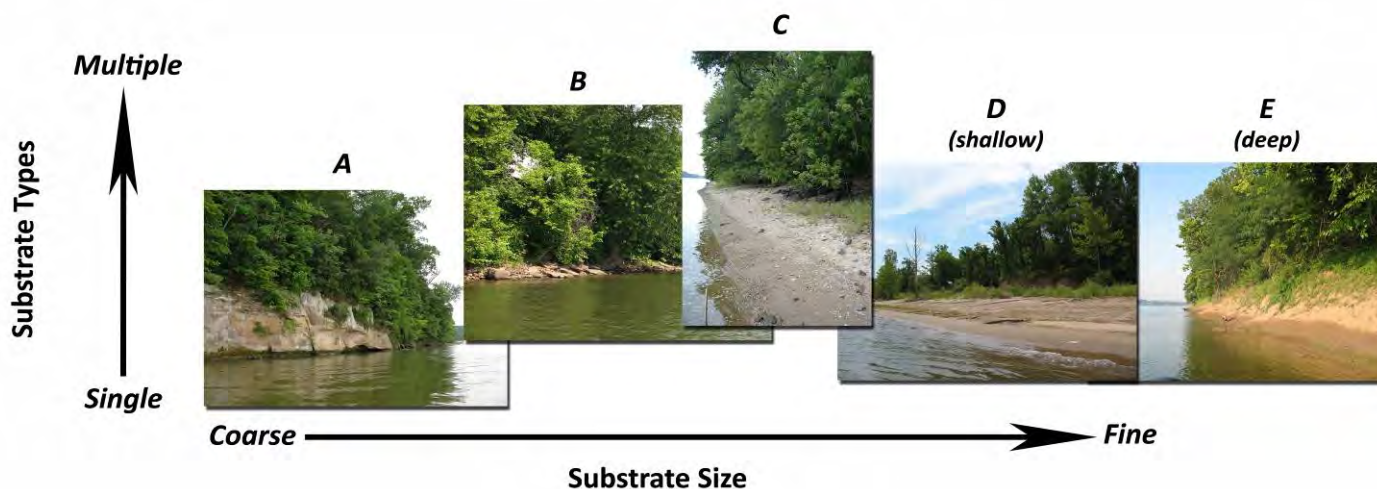 C
Multiple
B
D
(shallow)
E
(deep)
A
Substrate Types
Single
Coarse
Fine
Substrate Size